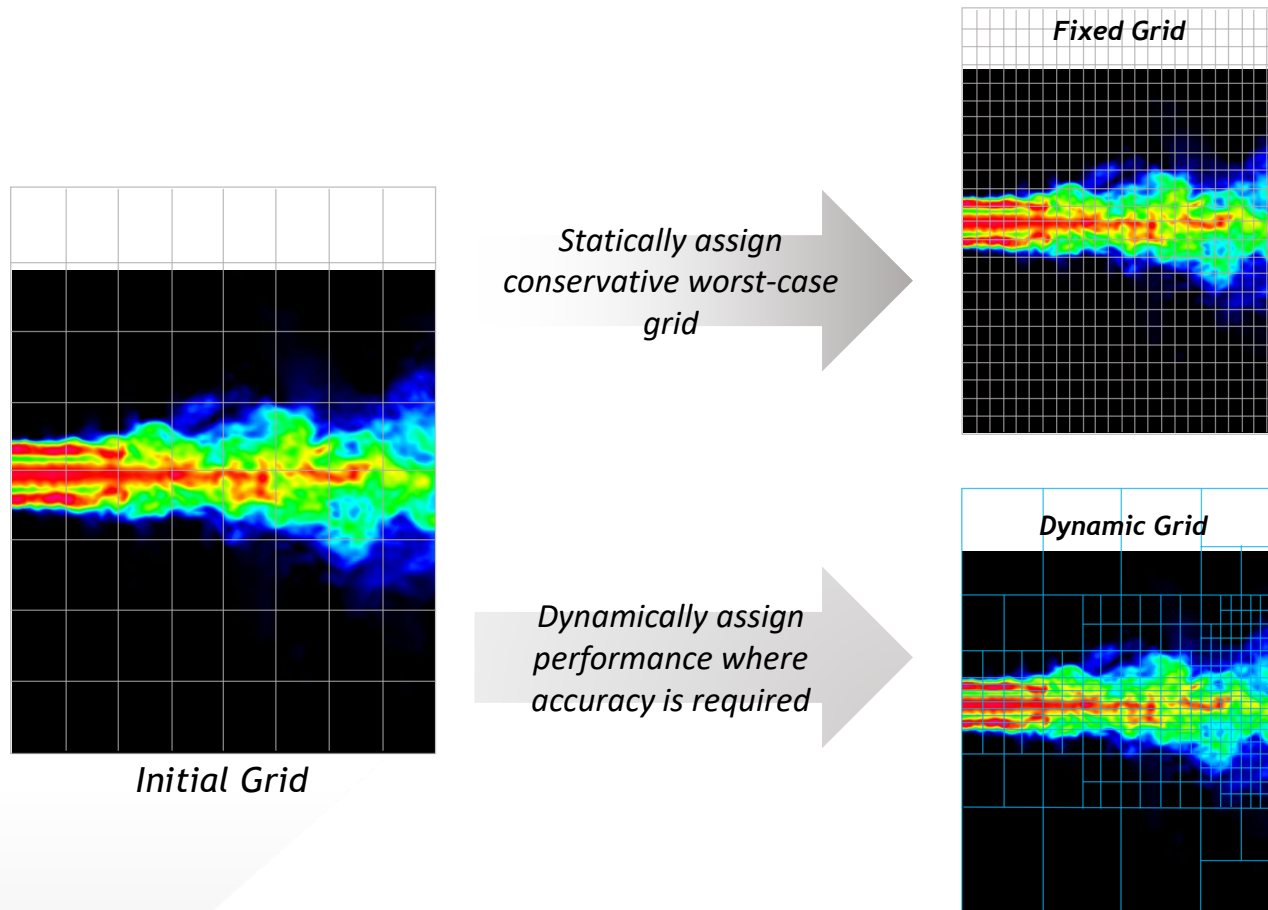 Fixed Grid
Statically assign
conservative worst-case
grid
Dynamic Grid
Dynamically assign
performance where
accuracy is required
Initial Grid